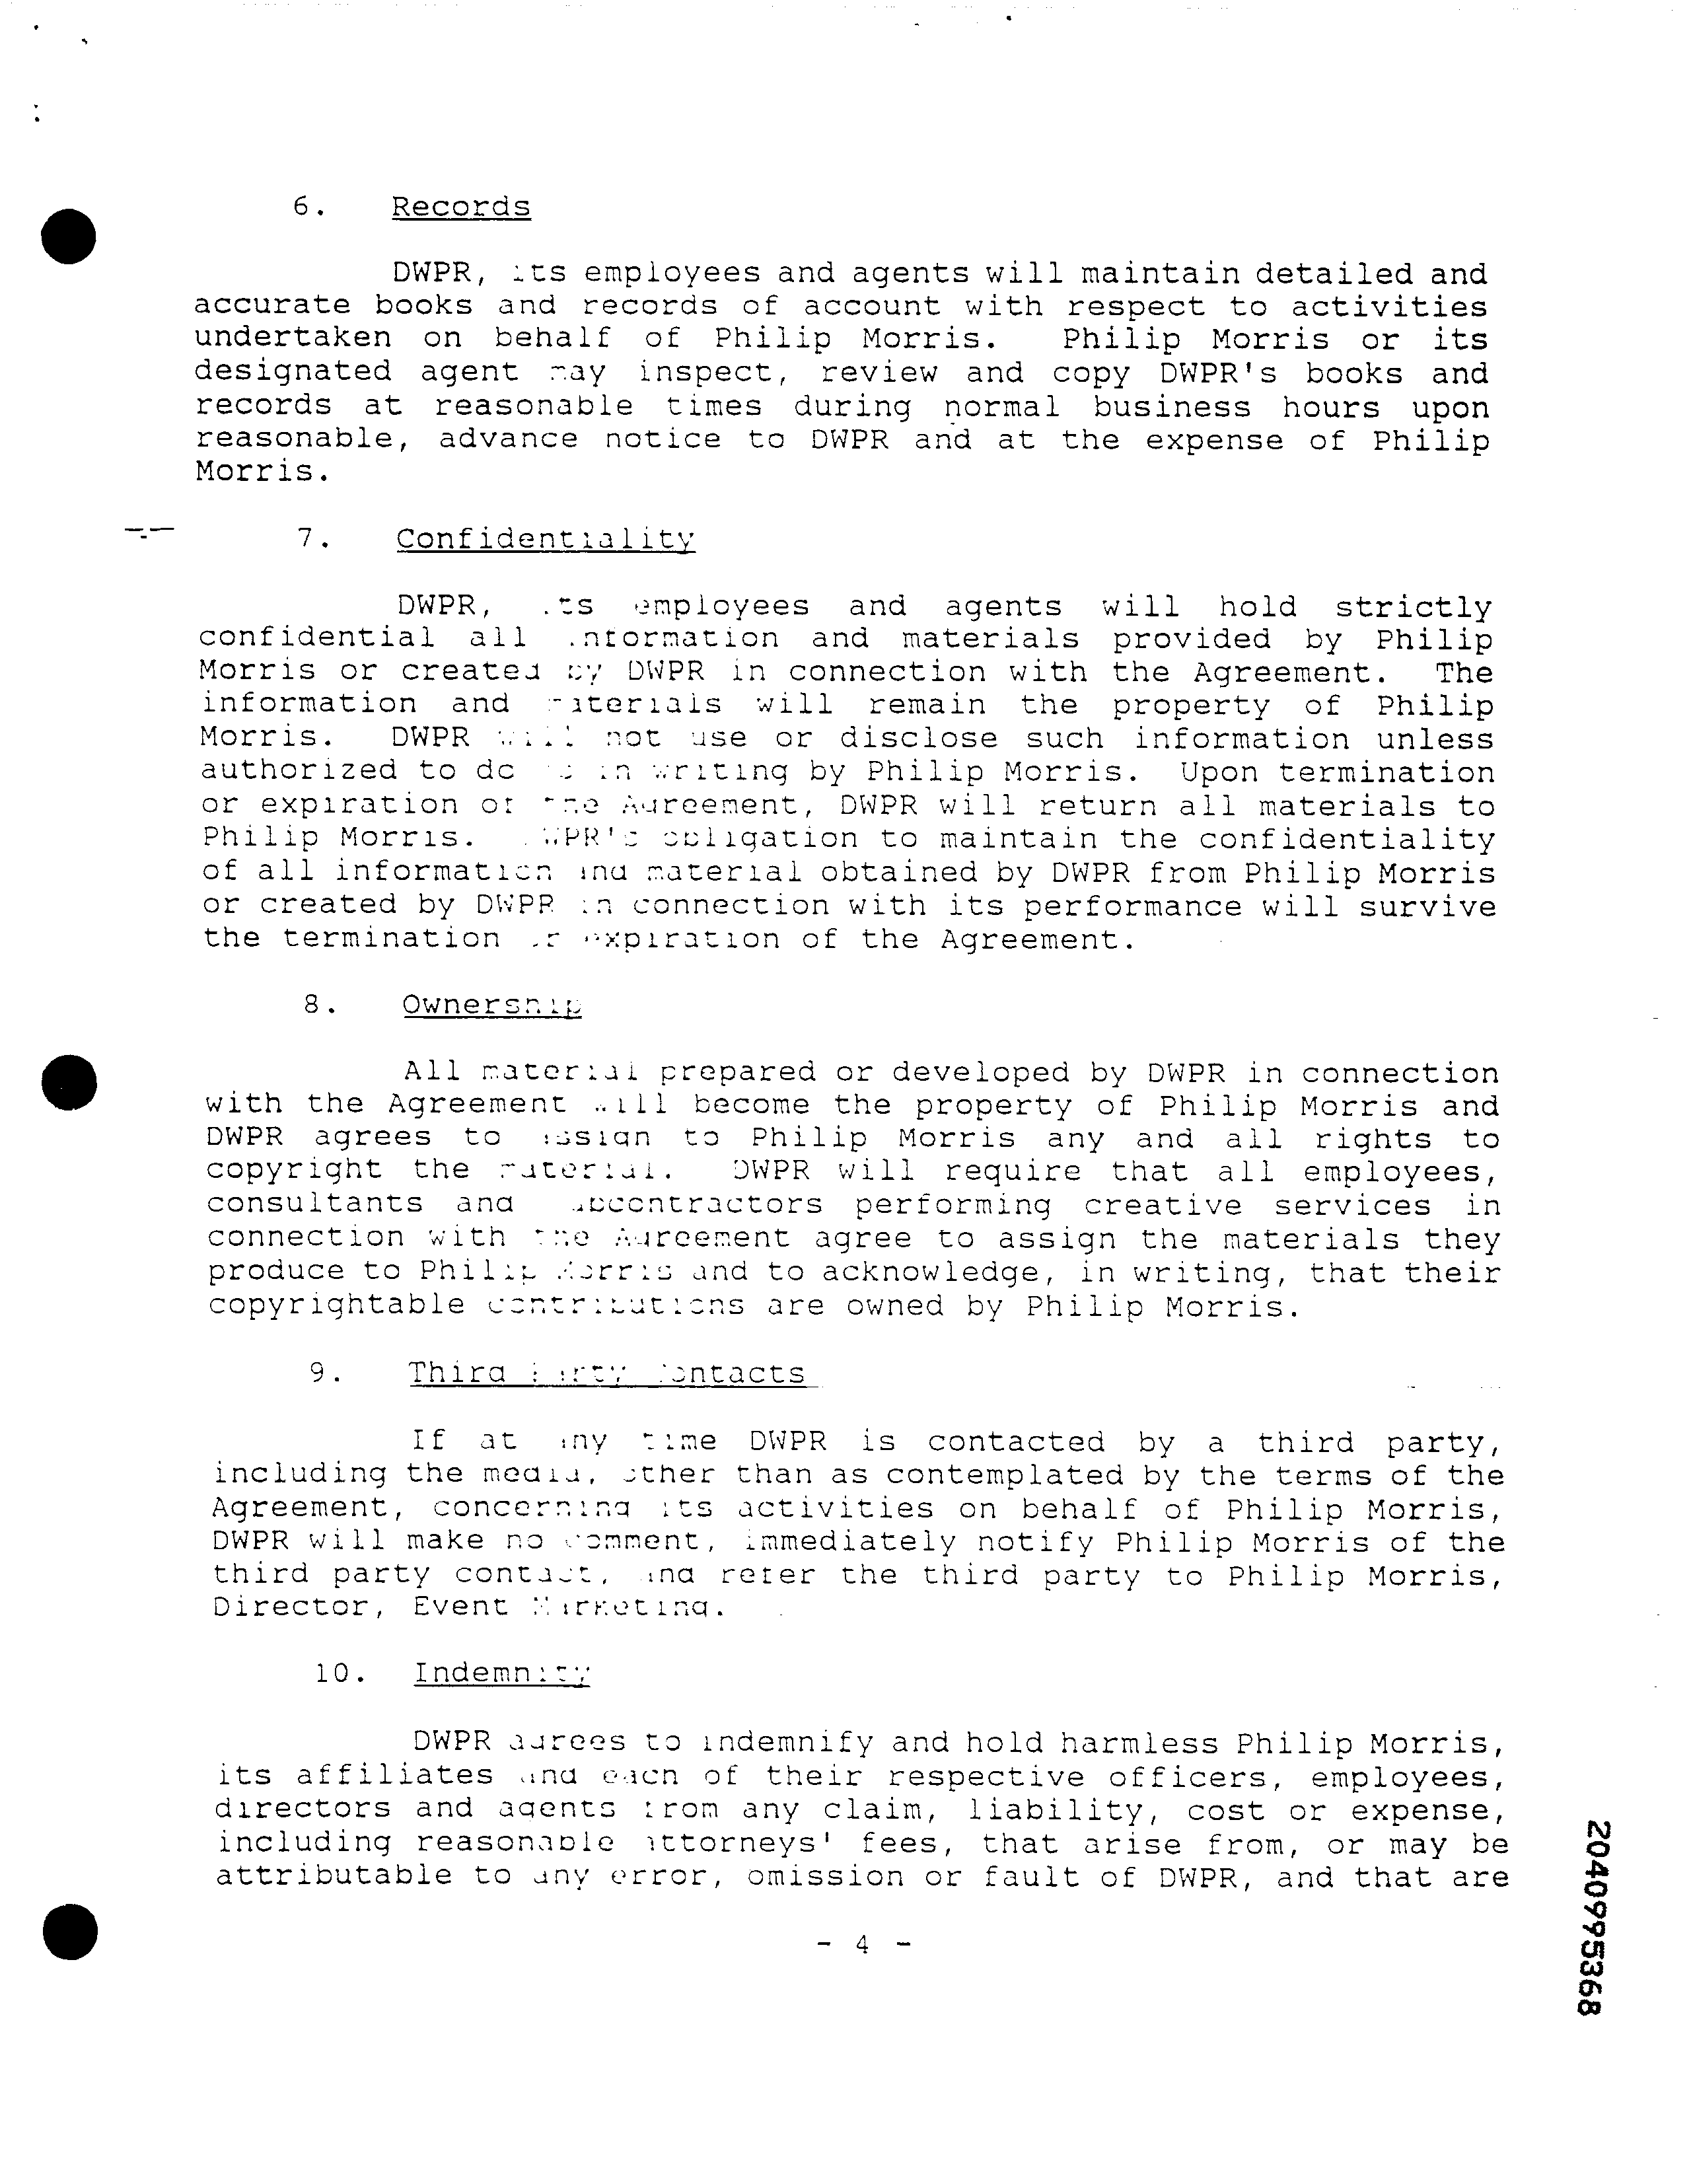 6. Records
DWPR, its employees and agents will maintain detailed and
accurate books and records of account with respect to activities
undertaken on behalf of Philip Morris. Philip Morris or its
designated agent may inspect, review and copy DWPR's books and
records at reasonable times during normal business hours upon
reasonable, advance notice to DWPR and at the expense of Philip
Morris.
7. Confidentiality
DWPR, its employees and agents will hold strictly
confidential all information and materials provided by Philip
Morris or created by DWPR in connection with the Agreement. The
information and materials will remain the property of Philip
Morris. DWPR will not use or disclose such information unless
authorized to do so in writing by Philip Morris. Upon termination
or expiration of the Agreement, DWPR will return all materials to
Philip Morris. DWPR's obligation to maintain the confidentiality
of all information and material obtained by DWPR from Philip Morris
or created by DWPR in connection with its performance will survive
the termination or expiration of the Agreement.
8. Ownership
All material prepared or developed by DWPR in connection
with the Agreement will become the property of Philip Morris and
DWPR agrees to assign to Philip Morris any and all rights to
copyright the material. DWPR will require that all employees,
consultants and subcontractors performing creative services in
connection with the Agreement agree to assign the materials they
produce to Philip Morris and to acknowledge, in writing, that their
copyrightable contributions are owned by Philip Morris.
9. Third Party Contacts
If at any time DWPR is contacted by a third party,
including the media, other than as contemplated by the terms of the
Agreement, concerning its activities on behalf of Philip Morris,
DWPR will make no comment, immediately notify Philip Morris of the
third party contact, and refer the third party to Philip Morris,
Director, Event Marketing.
10. Indemnity
DWPR agrees to indemnify and hold harmless Philip Morris,
its affiliates and each of their respective officers, employees,
directors and agents from any claim, liability, cost or expense,
including reasonable attorneys' fees, that arise from, or may be
attributable to any error, omission or fault of DWPR, and that are
- 4 -
2040995368